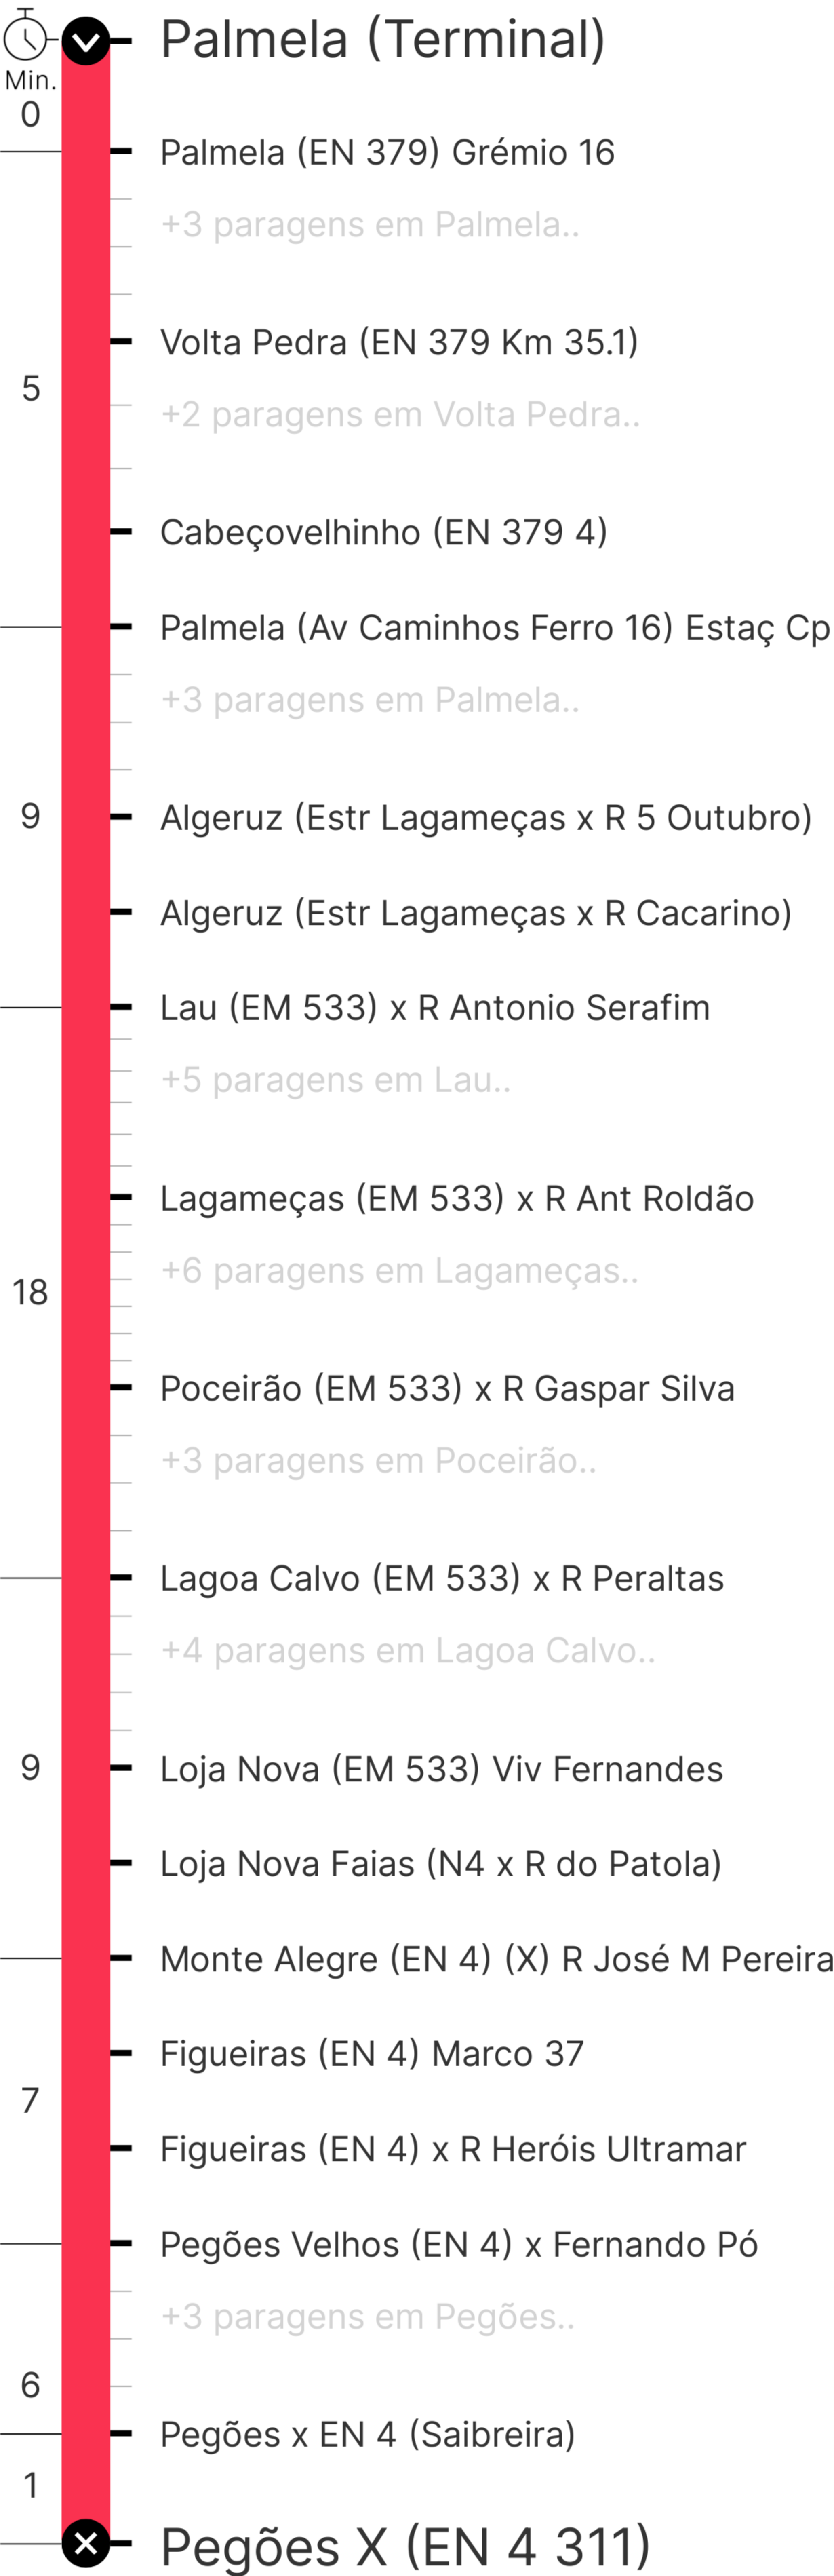 Palmela (Terminal)
Min.
0
Palmela (EN 379) Grémio 16
+3 paragens em Palmela..
Volta Pedra (EN 379 Km 35.1)
5
+2 paragens em Volta Pedra..
Cabeçovelhinho (EN 379 4)
Palmela (Av Caminhos Ferro 16) Estaç Cp
+3 paragens em Palmela..
9
Algeruz (Estr Lagameças x R 5 Outubro)
Algeruz (Estr Lagameças x R Cacarino)
Lau (EM 533) x R Antonio Serafim
+5 paragens em Lau..
Lagameças (EM 533) x R Ant Roldão
+6 paragens em Lagameças..
18
Poceirão (EM 533) x R Gaspar Silva
+3 paragens em Poceirão..
Lagoa Calvo (EM 533) x R Peraltas
+4 paragens em Lagoa Calvo..
9
Loja Nova (EM 533) Viv Fernandes
Loja Nova Faias (N4 x R do Patola)
Monte Alegre (EN 4) (X) R José M Pereira
Figueiras (EN 4) Marco 37
7
Figueiras (EN 4) x R Heróis Ultramar
Pegões Velhos (EN 4) x Fernando Pó
+3 paragens em Pegões..
6
Pegões x EN 4 (Saibreira)
1
Pegões X (EN 4 311)